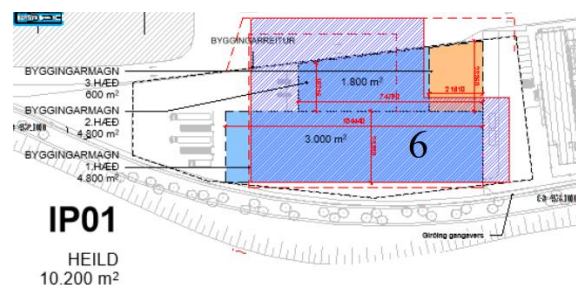 BYGGINGARREITUR
BYGGINGARMAGN
3.HÆÐ
600 m²
BYGGINGARMAGN
2.HÆÐ
4.800 m²
BYGGINGARMAGN
1.HÆÐ
4.800 m²
1.800 m²
3.000 m²
6
IP01
HEILD
10.200 m²
Girðing gangavers